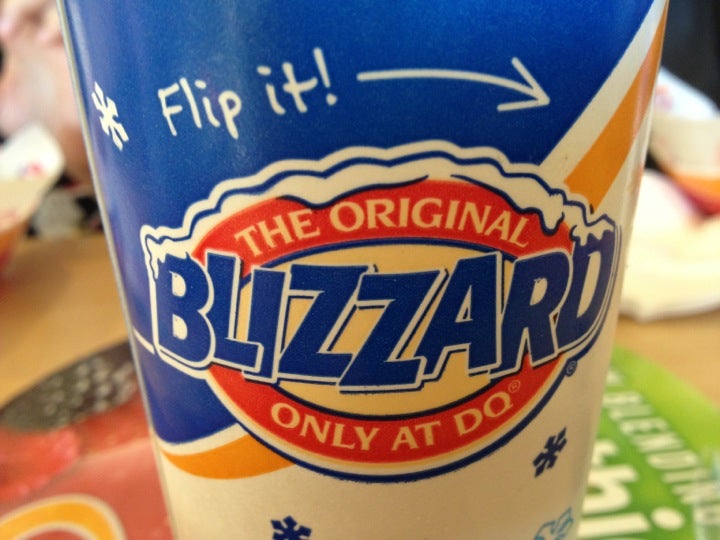 Flip it!
THE ORIGINAL
BLIZZARD®
ONLY AT DQ®